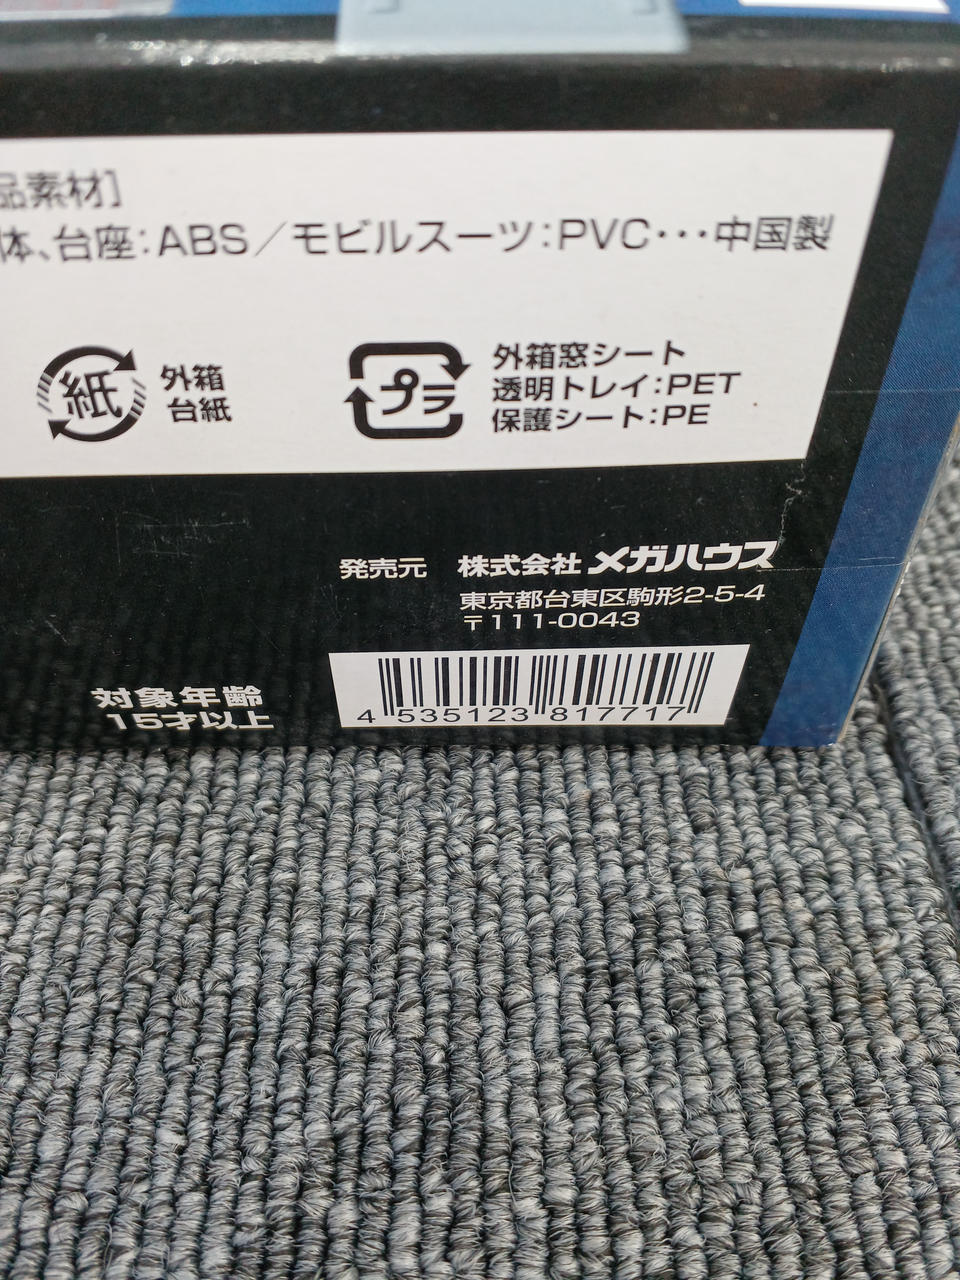 品素材]
体、台座:ABS/モビルスーツ:PVC・・・中国製
紙
外箱
台紙
プラ
外箱窓シート
透明トレイ:PET
保護シート:PE
発売元 株式会社メガハウス
東京都台東区駒形2-5-4
〒111-0043
対象年齢
15才以上
4 535123 817717